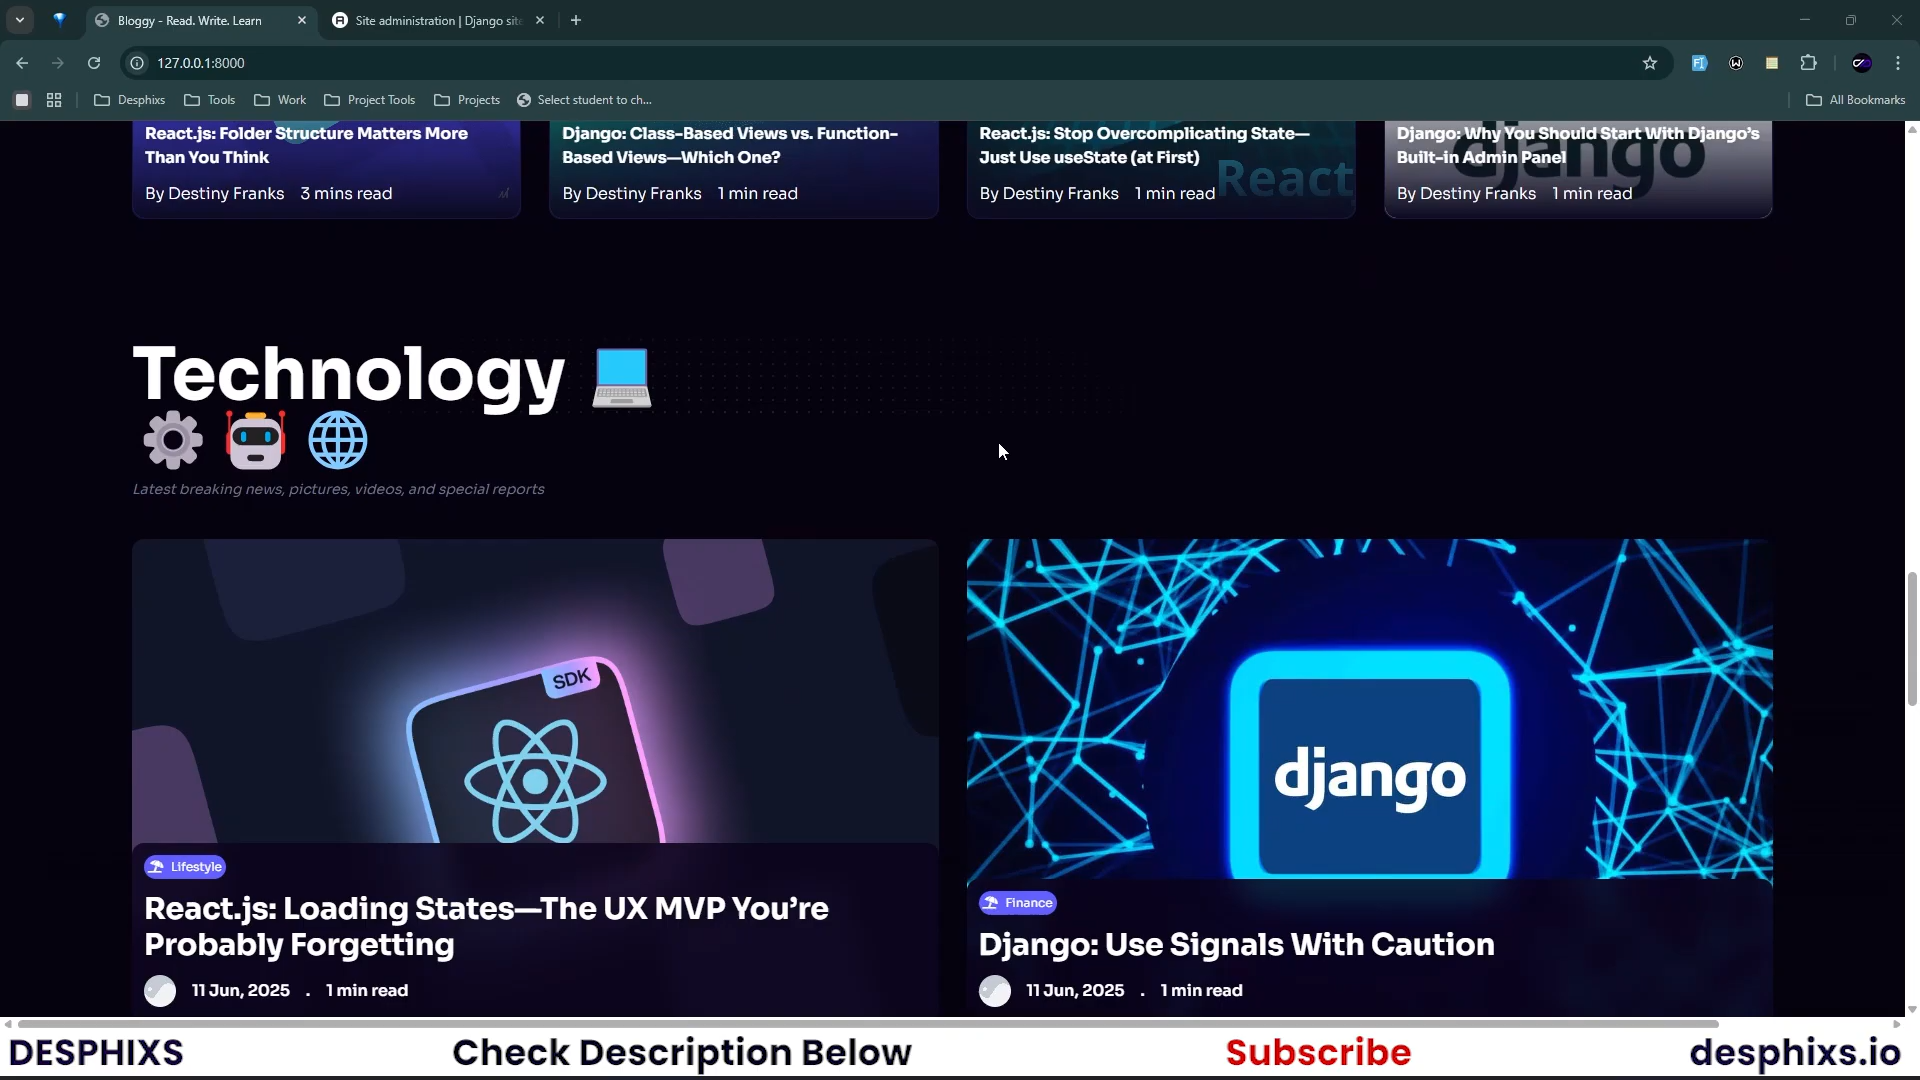 Bloggy - Read. Write. Learn
Site administration | Django sit
127.0.0.1:8000
Desphixs
Tools
Work
Project Tools
Projects
Select student to ch...
All Bookmarks
React.js: Folder Structure Matters More
Than You Think
By Destiny Franks 3 mins read
Django: Class-Based Views vs. Function-
Based Views—Which One?
By Destiny Franks 1 min read
React.js: Stop Overcomplicating State—
Just Use useState (at First)
By Destiny Franks 1 min read
React
Django: Why You Should Start With Django’s
Built-in Admin Panel
By Destiny Franks 1 min read
django
Technology 💻
⚙️ 🤖 🌐
Latest breaking news, pictures, videos, and special reports
SDK
Lifestyle
React.js: Loading States—The UX MVP You’re
Probably Forgetting
11 Jun, 2025 . 1 min read
django
Finance
Django: Use Signals With Caution
11 Jun, 2025 . 1 min read
DESPHIXS
Check Description Below
Subscribe
desphixs.io